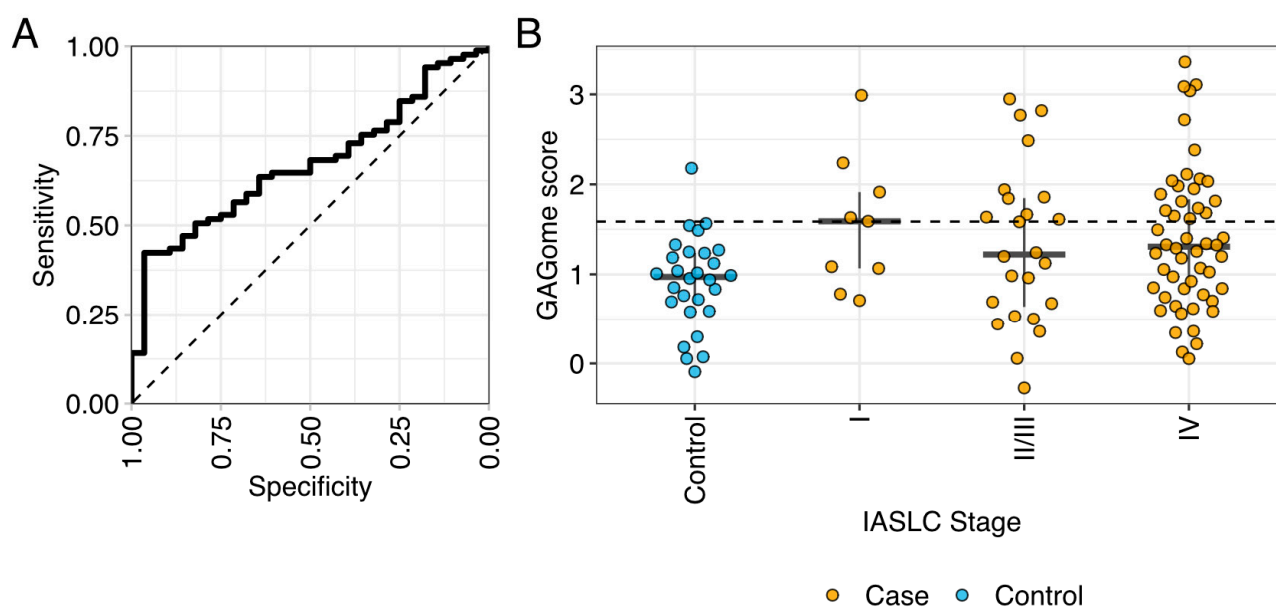 A
1.00
0.75
0.50
0.25
0.00
Sensitivity
1.00
0.75
0.50
0.25
0.00
Specificity
B
3
2
1
0
GAGome score
Control
I
II/III
IV
IASLC Stage
Case
Control